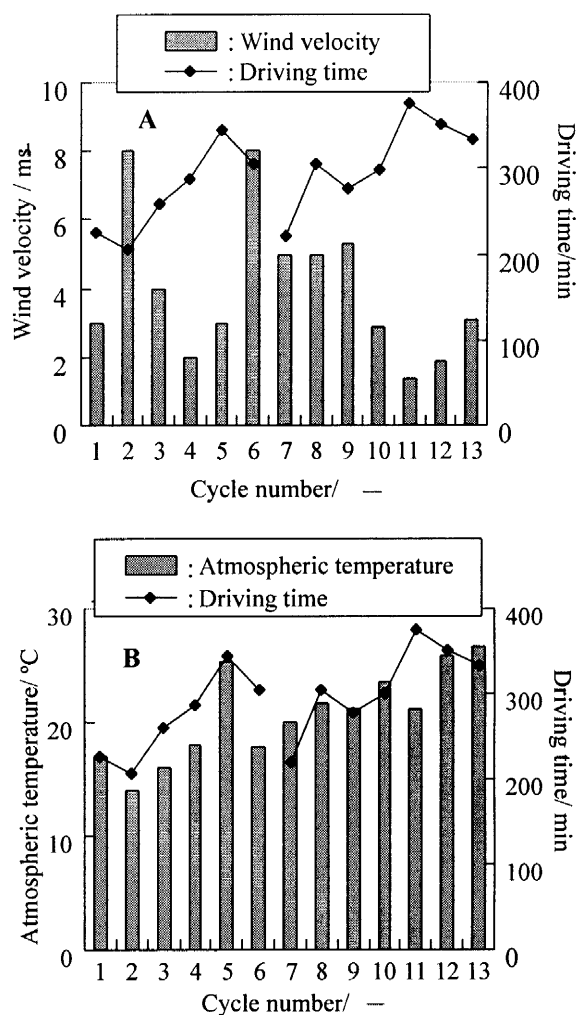 : Wind velocity
: Driving time
A
10
8
6
4
2
0
Wind velocity / ms
400
300
200
100
0
Driving time/min
1 2 3 4 5 6 7 8 9 10 11 12 13
Cycle number/ —
: Atmospheric temperature
: Driving time
B
30
20
10
0
Atmospheric temperature/ °C
400
300
200
100
0
Driving time/ min
1 2 3 4 5 6 7 8 9 10 11 12 13
Cycle number/ —